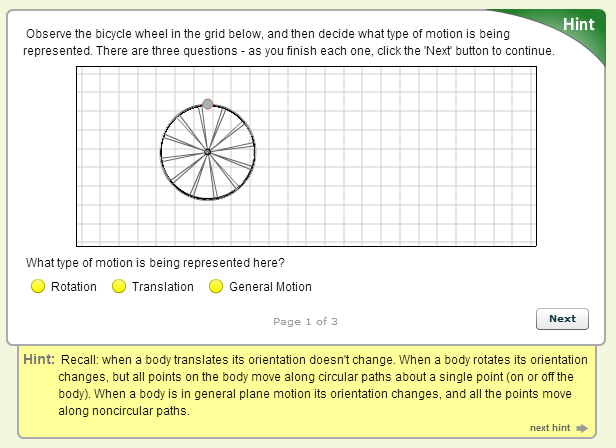 Hint
Observe the bicycle wheel in the grid below, and then decide what type of motion is being
represented. There are three questions - as you finish each one, click the 'Next' button to continue.
What type of motion is being represented here?
Rotation Translation General Motion
Page 1 of 3
Next
Hint: Recall: when a body translates its orientation doesn't change. When a body rotates its orientation
changes, but all points on the body move along circular paths about a single point (on or off the
body). When a body is in general plane motion its orientation changes, and all the points move
along noncircular paths.
next hint